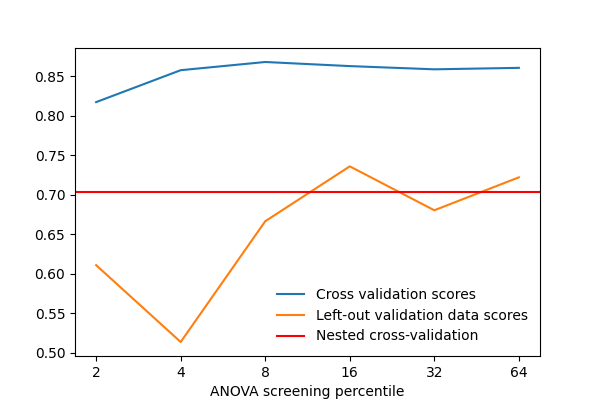 0.85
0.80
0.75
0.70
0.65
0.60
0.55
0.50
Cross validation scores
Left-out validation data scores
Nested cross-validation
2 4 8 16 32 64
ANOVA screening percentile